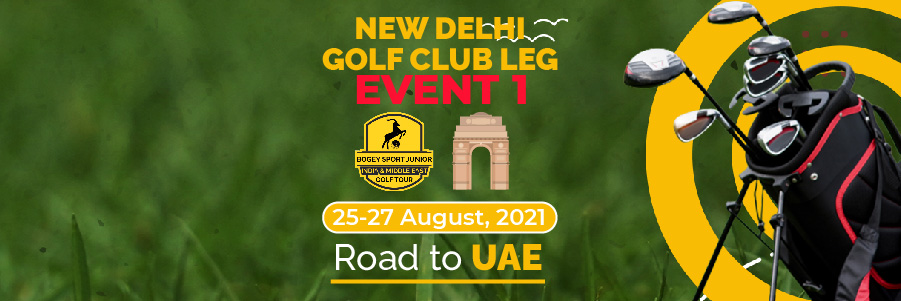 NEW DELHI
GOLF CLUB LEG
EVENT 1
BOGEY SPORT JUNIOR
INDIA & MIDDLE EAST
GOLF TOUR
25-27 August, 2021
Road to UAE